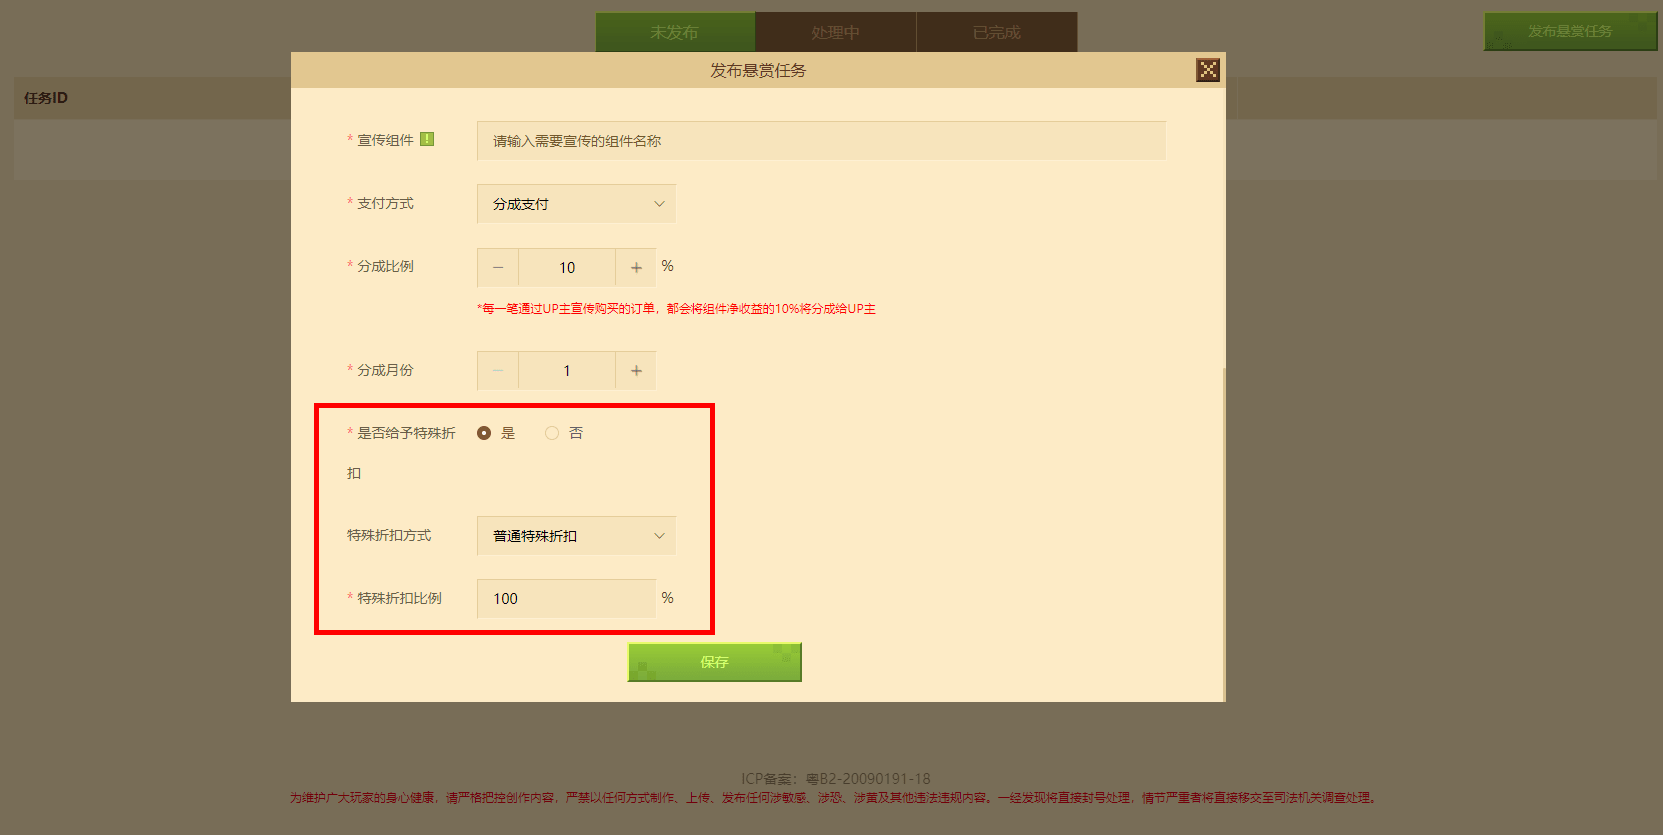 未发布
处理中
已完成
发布悬赏任务
任务ID
发布悬赏任务
* 宣传组件 !
请输入需要宣传的组件名称
* 支付方式
分成支付
* 分成比例
− 10 + %
*每一笔通过UP主宣传购买的订单，都会将组件净收益的10%将分成给UP主
* 分成月份
− 1 +
* 是否给予特殊折
扣
是
否
特殊折扣方式
普通特殊折扣
* 特殊折扣比例
100 %
保存
ICP备案：粤B2-20090191-18
为维护广大玩家的身心健康，请严格把控创作内容，严禁以任何方式制作、上传、发布任何涉敏感、涉恐、涉黄及其他违法违规内容。一经发现将直接封号处理，情节严重者将直接移交至司法机关调查处理。